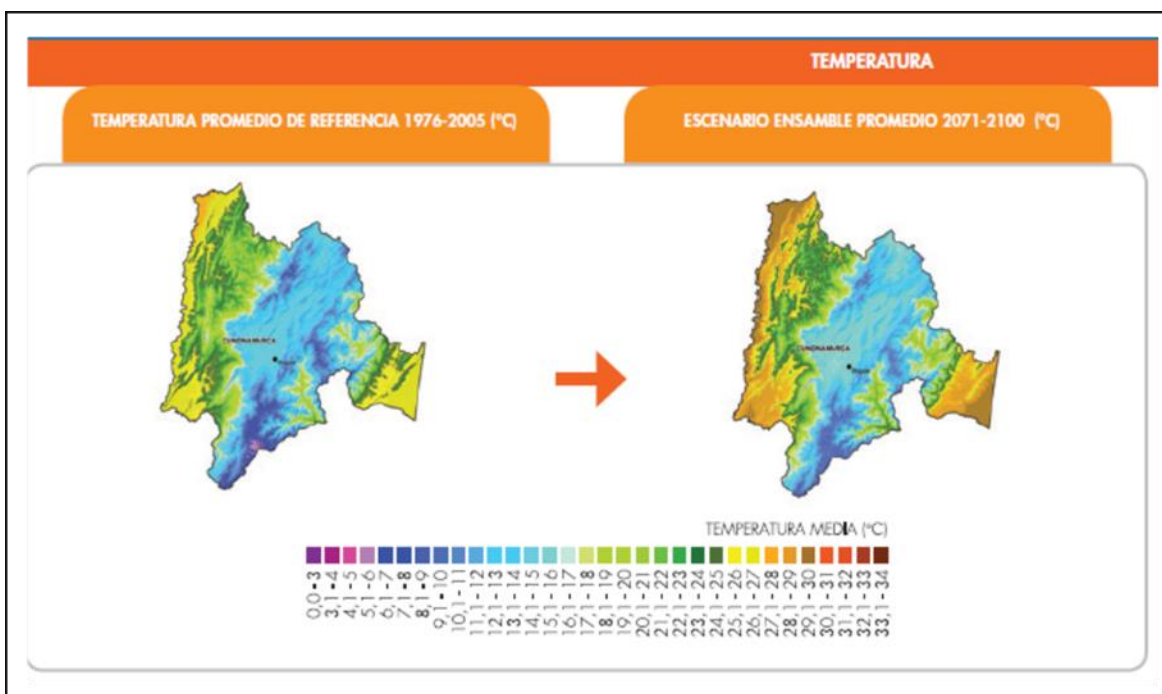 TEMPERATURA
TEMPERATURA PROMEDIO DE REFERENCIA 1976-2005 (°C)
ESCENARIO ENSAMBLE PROMEDIO 2071-2100 (°C)
CUNDINAMARCA
Bogotá
CUNDINAMARCA
Bogotá
TEMPERATURA MEDIA (°C)
0,0 - 3
3,1 - 4
4,1 - 5
5,1 - 6
6,1 - 7
7,1 - 8
8,1 - 9
9,1 - 10
10,1 - 11
11,1 - 12
12,1 - 13
13,1 - 14
14,1 - 15
15,1 - 16
16,1 - 17
17,1 - 18
18,1 - 19
19,1 - 20
20,1 - 21
21,1 - 22
22,1 - 23
23,1 - 24
24,1 - 25
25,1 - 26
26,1 - 27
27,1 - 28
28,1 - 29
29,1 - 30
30,1 - 31
31,1 - 32
32,1 - 33
33,1 - 34